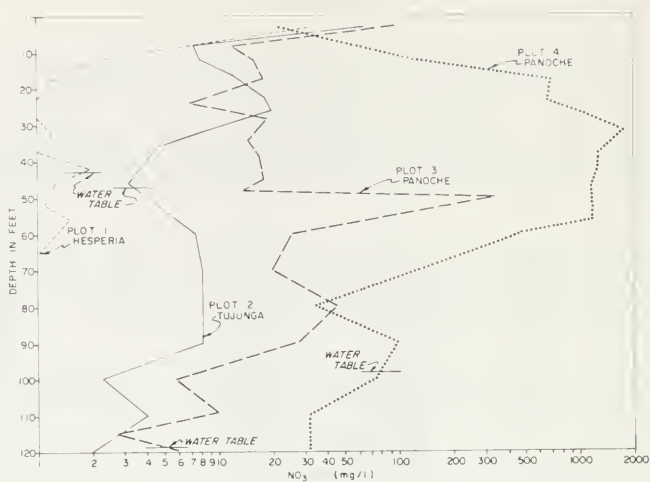 10
20
30
40
50
60
70
80
90
100
110
120
DEPTH IN FEET
PLOT 4
PANOCHE
PLOT 3
PANOCHE
WATER
TABLE
PLOT 1
HESPERIA
PLOT 2
TUJUNGA
WATER
TABLE
WATER TABLE
1 2 3 4 5 6 7 8 9 10 20 30 40 50 100 200 300 500 1000 2000
NO3 (mg/l)